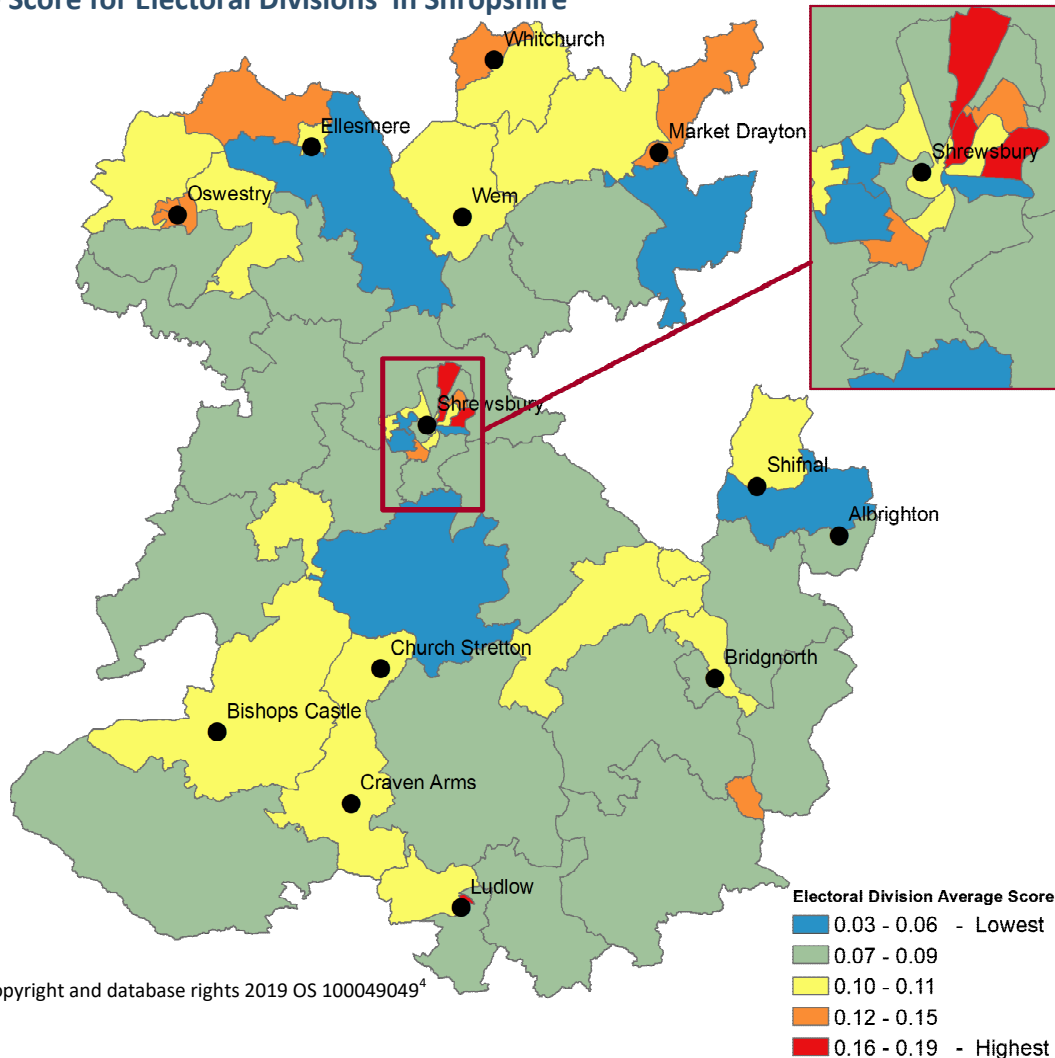 Score for Electoral Divisions in Shropshire
Whitchurch
Ellesmere
Market Drayton
Shrewsbury
Oswestry
Wem
Shrewsbury
Shifnal
Albrighton
Church Stretton
Bridgnorth
Bishops Castle
Craven Arms
Ludlow
Electoral Division Average Score
0.03 - 0.06 - Lowest
0.07 - 0.09
opyright and database rights 2019 OS 100049049⁴
0.10 - 0.11
0.12 - 0.15
0.16 - 0.19 - Highest